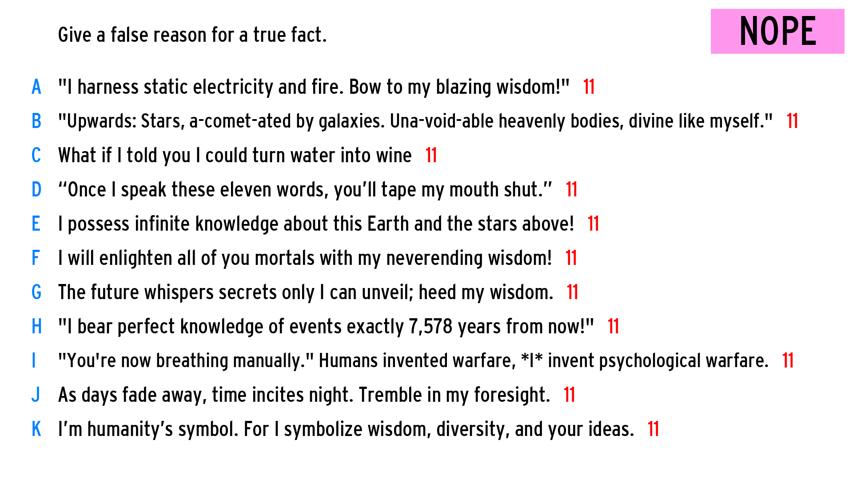 Give a false reason for a true fact.
NOPE
A "I harness static electricity and fire. Bow to my blazing wisdom!" 11
B "Upwards: Stars, a-comet-ated by galaxies. Una-void-able heavenly bodies, divine like myself." 11
C What if I told you I could turn water into wine 11
D “Once I speak these eleven words, you’ll tape my mouth shut.” 11
E I possess infinite knowledge about this Earth and the stars above! 11
F I will enlighten all of you mortals with my neverending wisdom! 11
G The future whispers secrets only I can unveil; heed my wisdom. 11
H "I bear perfect knowledge of events exactly 7,578 years from now!" 11
I "You're now breathing manually." Humans invented warfare, *I* invent psychological warfare. 11
J As days fade away, time incites night. Tremble in my foresight. 11
K I’m humanity’s symbol. For I symbolize wisdom, diversity, and your ideas. 11